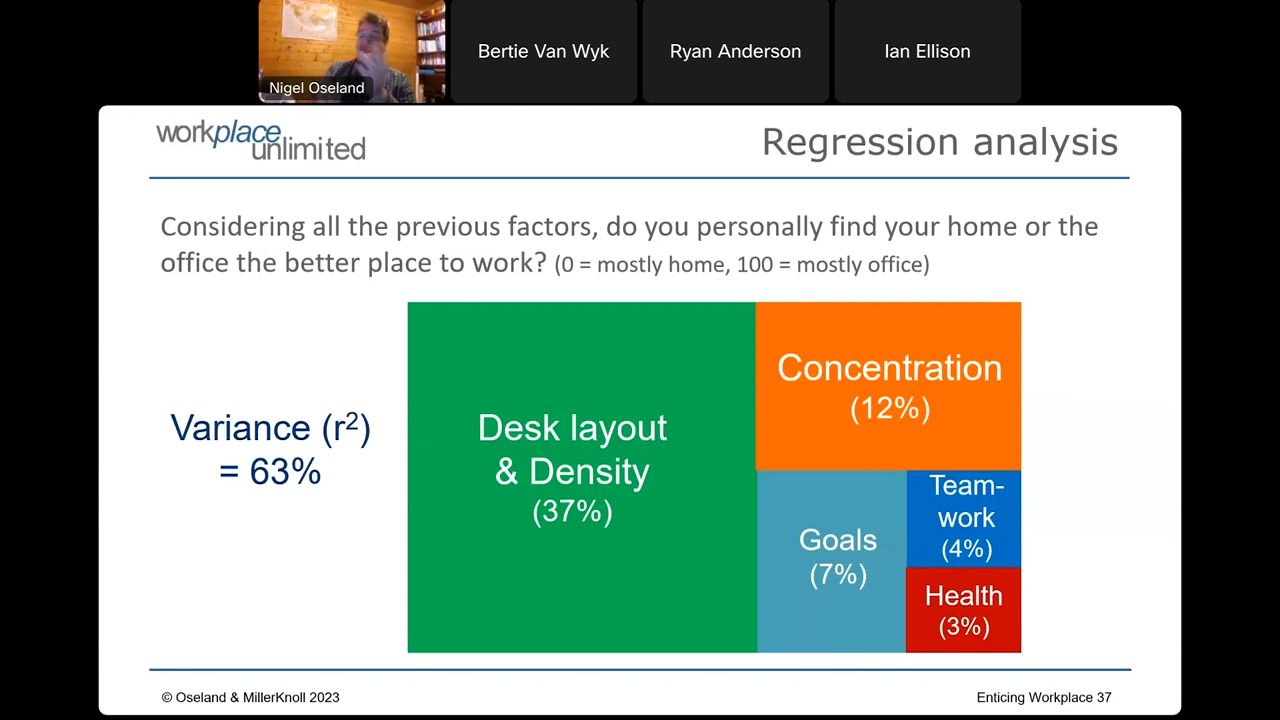 Nigel Oseland
Bertie Van Wyk
Ryan Anderson
Ian Ellison
workplace
unlimited
Regression analysis
Considering all the previous factors, do you personally find your home or the
office the better place to work? (0 = mostly home, 100 = mostly office)
Variance (r²)
= 63%
Desk layout
& Density
(37%)
Concentration
(12%)
Goals
(7%)
Team-
work
(4%)
Health
(3%)
© Oseland & MillerKnoll 2023
Enticing Workplace 37